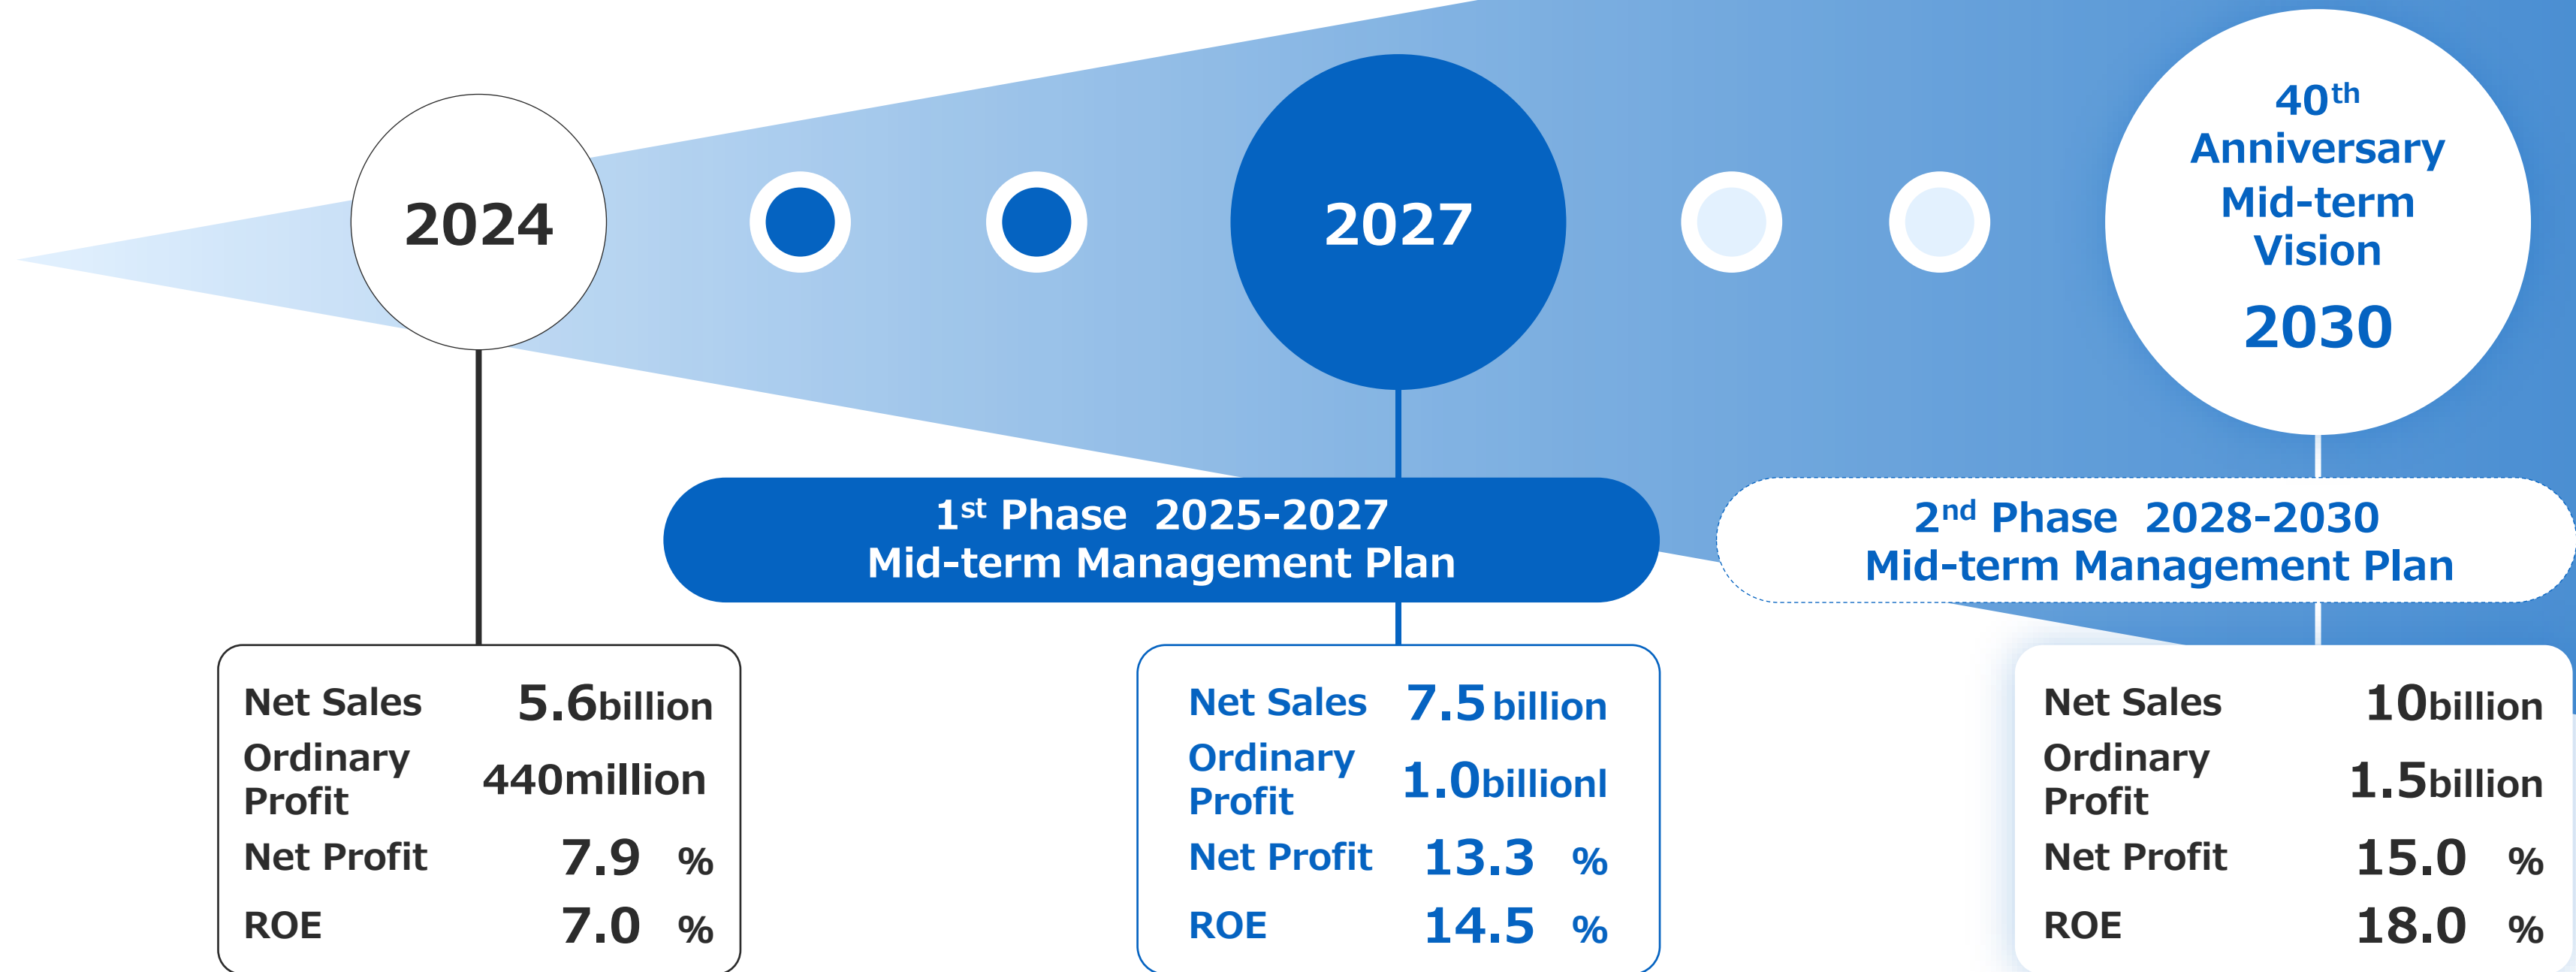 2024
2027
40th
Anniversary
Mid-term
Vision
2030
1st Phase 2025-2027
Mid-term Management Plan
2nd Phase 2028-2030
Mid-term Management Plan
Net Sales 5.6billion
Ordinary
Profit 440million
Net Profit 7.9 %
ROE 7.0 %
Net Sales 7.5 billion
Ordinary
Profit 1.0billionl
Net Profit 13.3 %
ROE 14.5 %
Net Sales 10billion
Ordinary
Profit 1.5billion
Net Profit 15.0 %
ROE 18.0 %